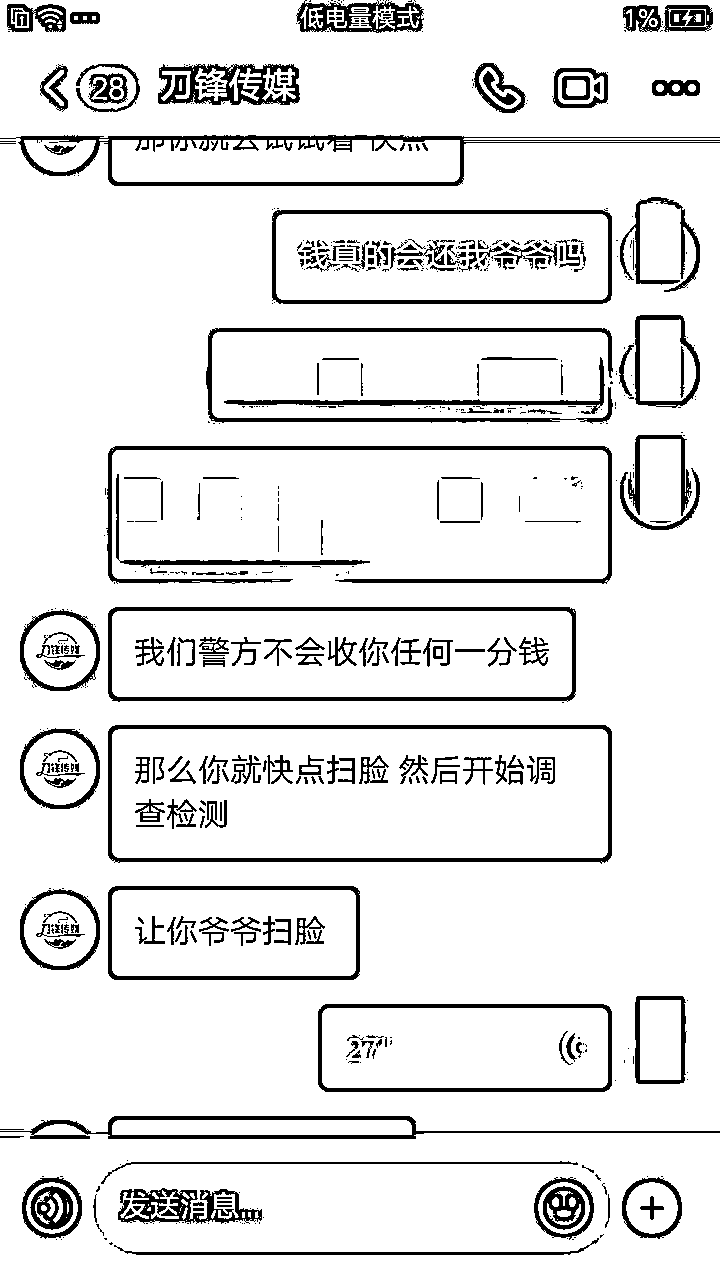 低电量模式
1%
28 刀锋传媒
那你就去试试看 快点
钱真的会还我爷爷吗
我们警方不会收你任何一分钱
那么你就快点扫脸 然后开始调
查检测
让你爷爷扫脸
27"
发送消息...